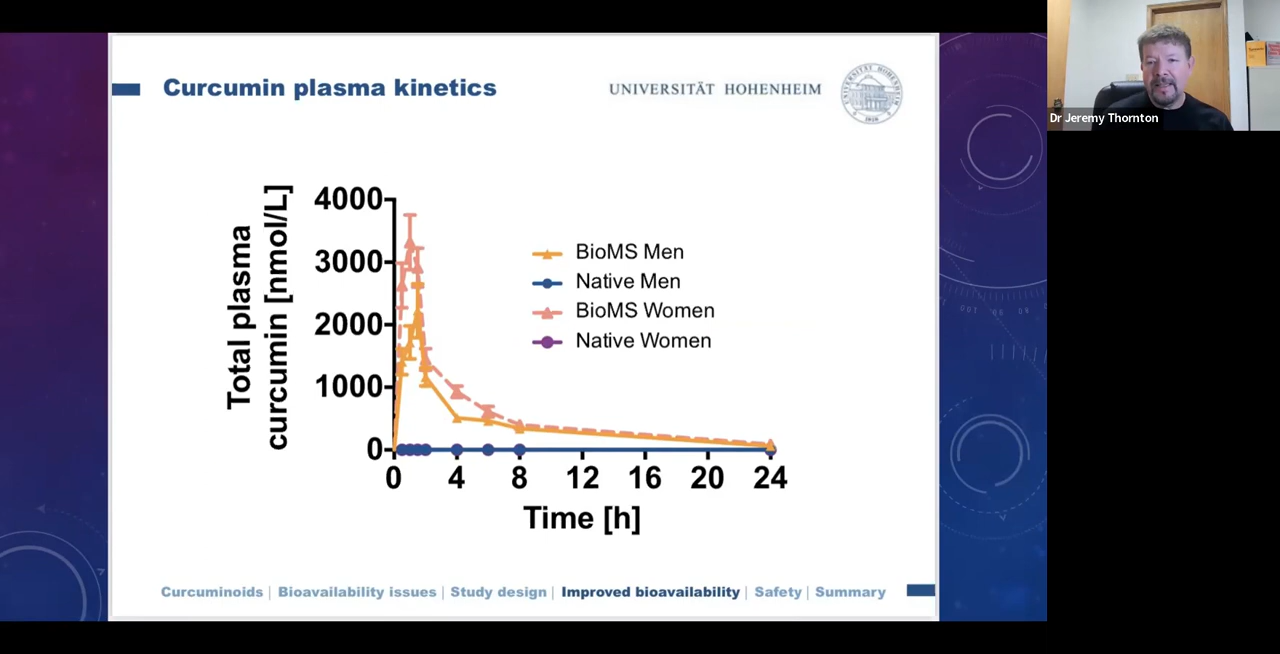 Curcumin plasma kinetics
UNIVERSITÄT HOHENHEIM
Dr Jeremy Thornton
Total plasma
curcumin [nmol/L]
4000
3000
2000
1000
0
BioMS Men
Native Men
BioMS Women
Native Women
0 4 8 12 16 20 24
Time [h]
Curcuminoids | Bioavailability issues | Study design | Improved bioavailability | Safety | Summary